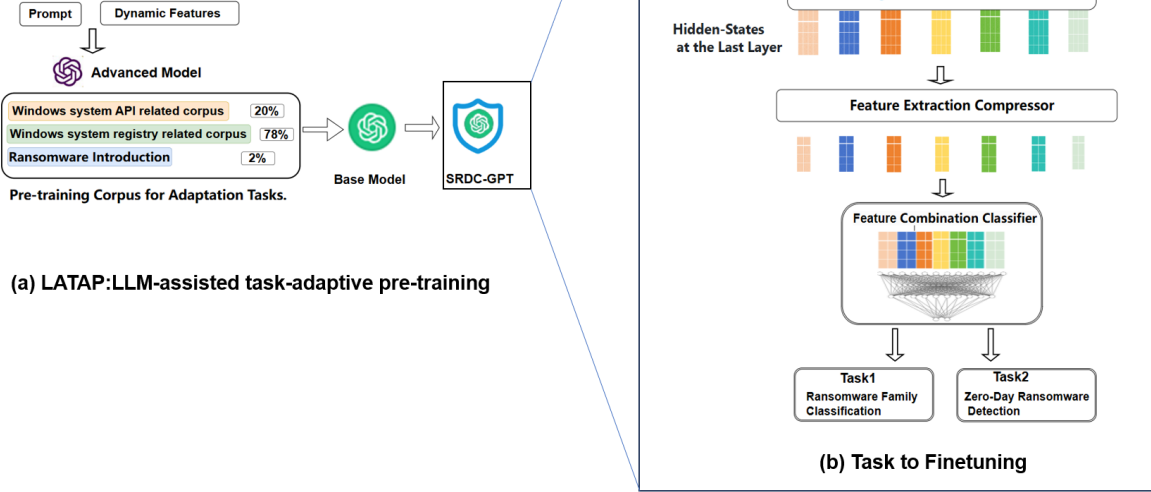 Prompt
Dynamic Features
Advanced Model
Windows system API related corpus 20%
Windows system registry related corpus 78%
Ransomware Introduction 2%
Pre-training Corpus for Adaptation Tasks.
Base Model
SRDC-GPT
(a) LATAP:LLM-assisted task-adaptive pre-training
Hidden-States
at the Last Layer
Feature Extraction Compressor
Feature Combination Classifier
Task1
Ransomware Family
Classification
Task2
Zero-Day Ransomware
Detection
(b) Task to Finetuning